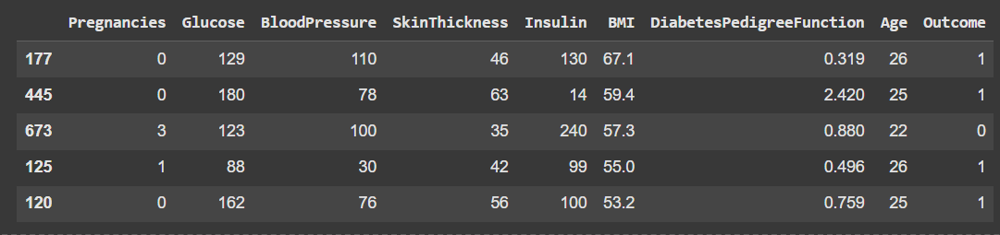 Pregnancies Glucose BloodPressure SkinThickness Insulin BMI DiabetesPedigreeFunction Age Outcome
177 0 129 110 46 130 67.1 0.319 26 1
445 0 180 78 63 14 59.4 2.420 25 1
673 3 123 100 35 240 57.3 0.880 22 0
125 1 88 30 42 99 55.0 0.496 26 1
120 0 162 76 56 100 53.2 0.759 25 1